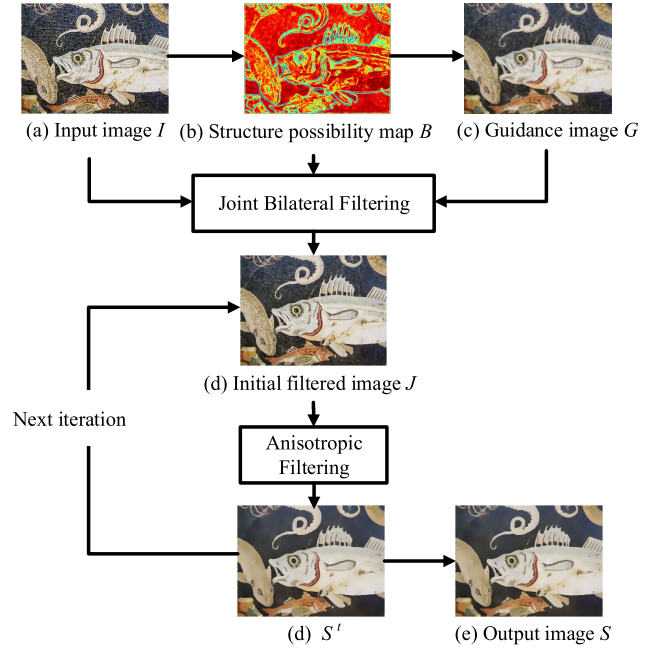 (a) Input image I
(b) Structure possibility map B
(c) Guidance image G
Joint Bilateral Filtering
(d) Initial filtered image J
Next iteration
Anisotropic
Filtering
(d) S t
(e) Output image S